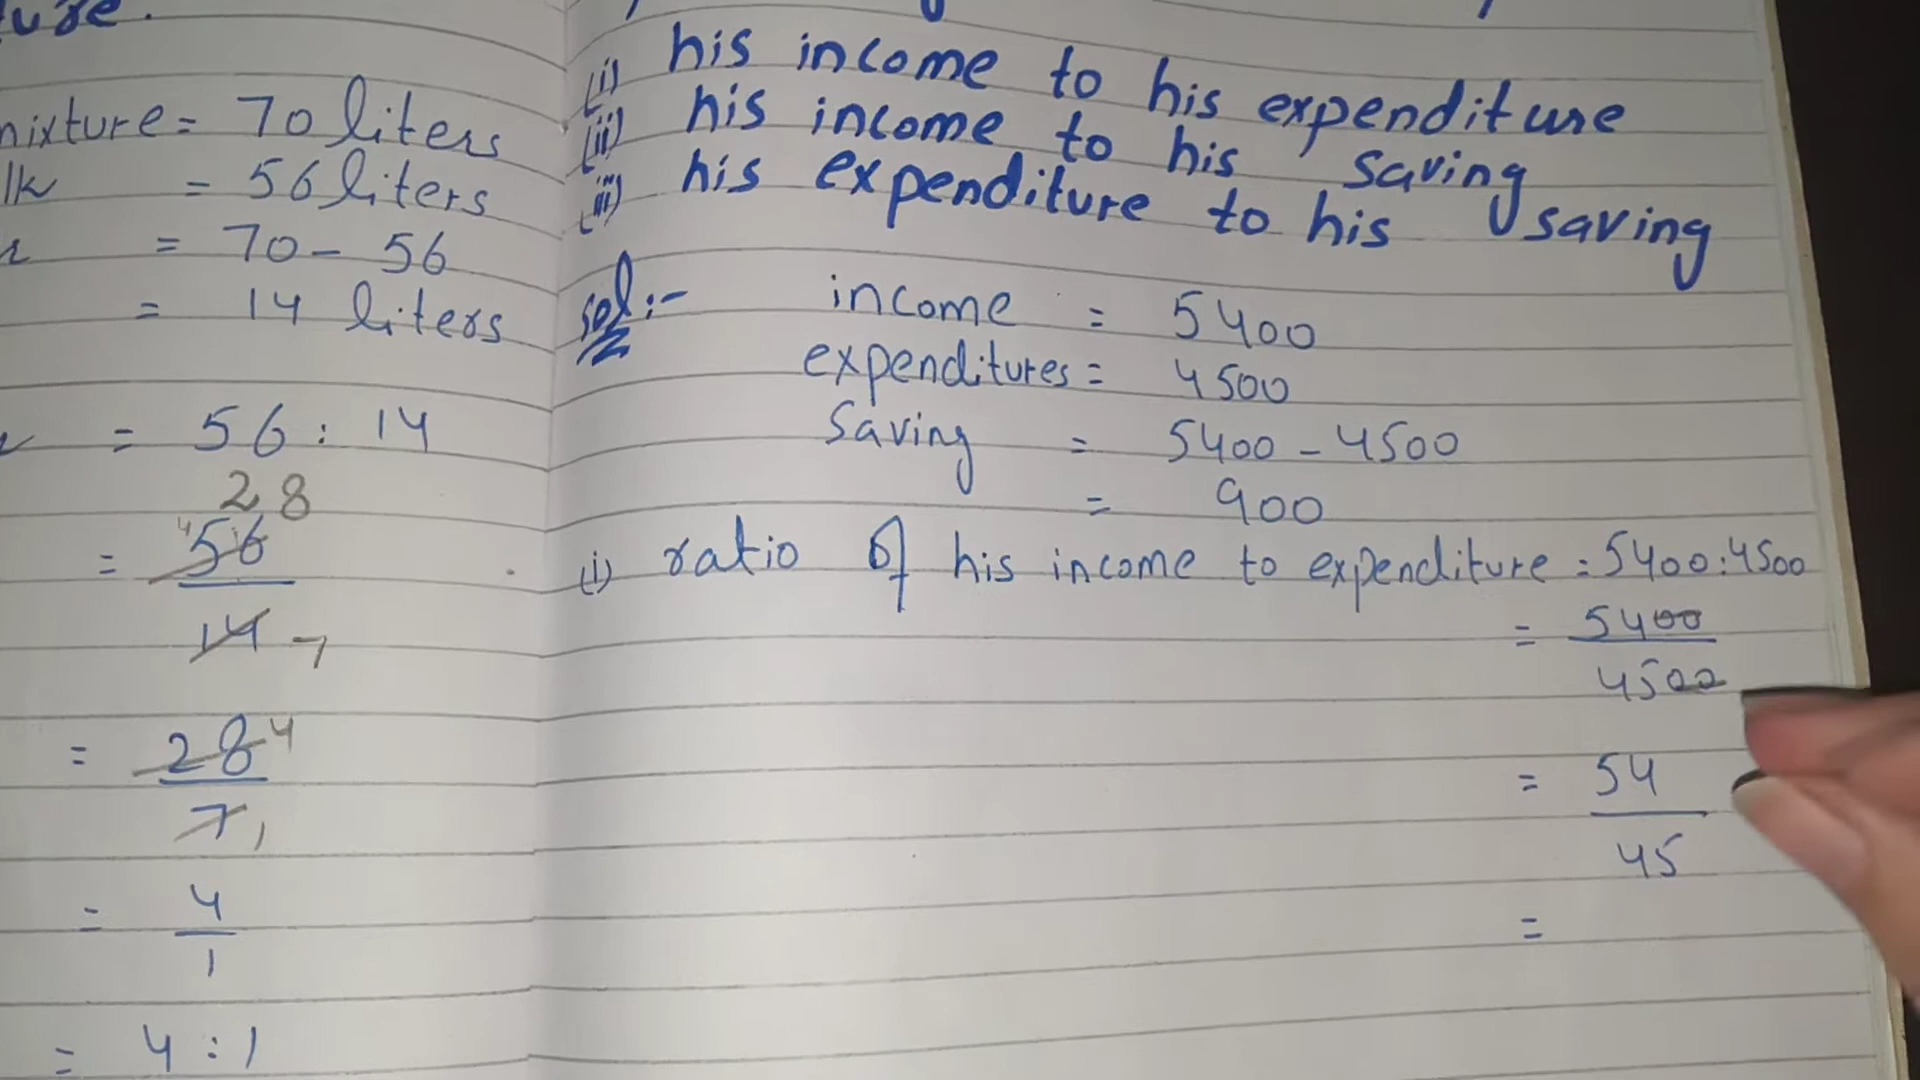 mixture = 70 liters
= 56 liters
= 70 - 56
= 14 liters
= 56 : 14
28
= 56
14 7
= 28 4
7 1
= 4
1
= 4 : 1
(i) his income to his expenditure
(ii) his income to his saving
(iii) his expenditure to his saving
sol:- income = 5400
expenditures = 4500
Saving = 5400 - 4500
= 900
(i) ratio of his income to expenditure = 5400:4500
= 5400
4500
= 54
45
=